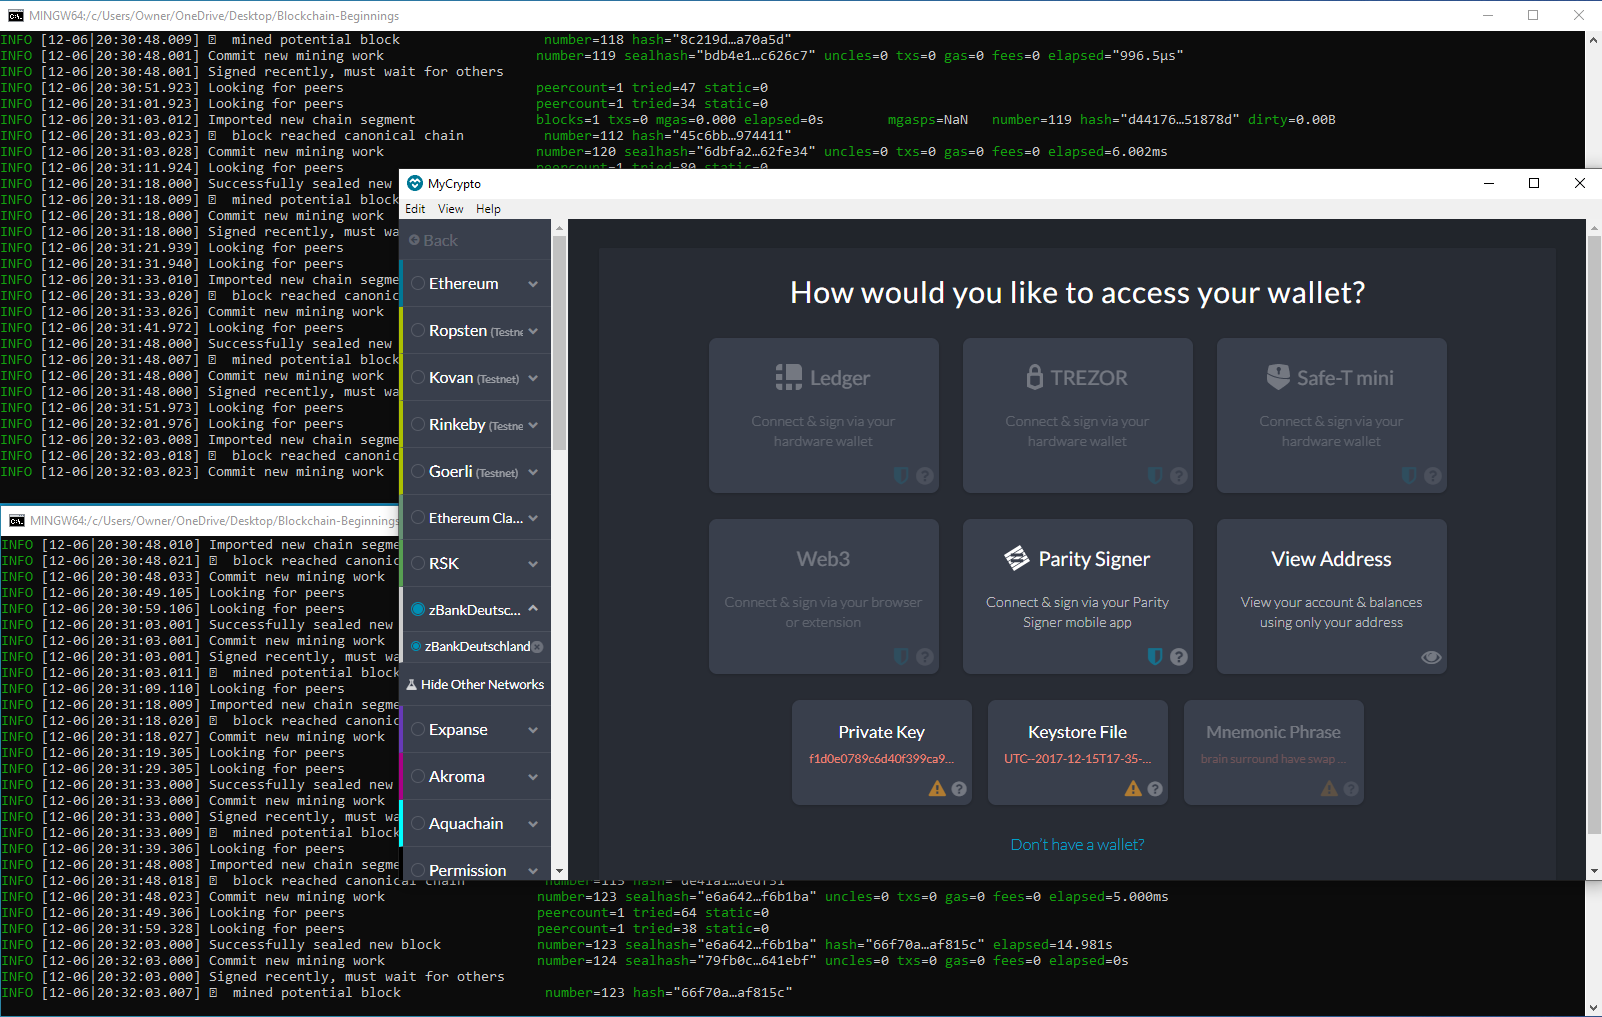 MINGW64:/c/Users/Owner/OneDrive/Desktop/Blockchain-Beginnings
INFO [12-06|20:30:48.009] mined potential block number=118 hash="8c219d…a70a5d"
INFO [12-06|20:30:48.001] Commit new mining work number=119 sealhash="bdb4e1…c626c7" uncles=0 txs=0 gas=0 fees=0 elapsed="996.5µs"
INFO [12-06|20:30:48.001] Signed recently, must wait for others
INFO [12-06|20:30:51.923] Looking for peers peercount=1 tried=47 static=0
INFO [12-06|20:31:01.923] Looking for peers peercount=1 tried=34 static=0
INFO [12-06|20:31:03.012] Imported new chain segment blocks=1 txs=0 mgas=0.000 elapsed=0s mgasps=NaN number=119 hash="d44176…51878d" dirty=0.00B
INFO [12-06|20:31:03.023] block reached canonical chain number=112 hash="45c6bb…974411"
INFO [12-06|20:31:03.028] Commit new mining work number=120 sealhash="6dbfa2…62fe34" uncles=0 txs=0 gas=0 fees=0 elapsed=6.002ms
INFO [12-06|20:31:11.924] Looking for peers peercount=1 tried=80 static=0
INFO [12-06|20:31:18.000] Successfully sealed new
INFO [12-06|20:31:18.009] mined potential block
INFO [12-06|20:31:18.000] Commit new mining work
INFO [12-06|20:31:18.000] Signed recently, must wa
INFO [12-06|20:31:21.939] Looking for peers
INFO [12-06|20:31:31.940] Looking for peers
INFO [12-06|20:31:33.010] Imported new chain segme
INFO [12-06|20:31:33.020] block reached canonic
INFO [12-06|20:31:33.026] Commit new mining work
INFO [12-06|20:31:41.972] Looking for peers
INFO [12-06|20:31:48.000] Successfully sealed new
INFO [12-06|20:31:48.007] mined potential block
INFO [12-06|20:31:48.000] Commit new mining work
INFO [12-06|20:31:48.000] Signed recently, must wa
INFO [12-06|20:31:51.973] Looking for peers
INFO [12-06|20:32:01.976] Looking for peers
INFO [12-06|20:32:03.008] Imported new chain segme
INFO [12-06|20:32:03.018] block reached canonic
INFO [12-06|20:32:03.023] Commit new mining work
MINGW64:/c/Users/Owner/OneDrive/Desktop/Blockchain-Beginnings
INFO [12-06|20:30:48.010] Imported new chain segme
INFO [12-06|20:30:48.021] block reached canonic
INFO [12-06|20:30:48.033] Commit new mining work
INFO [12-06|20:30:49.105] Looking for peers
INFO [12-06|20:30:59.106] Looking for peers
INFO [12-06|20:31:03.001] Successfully sealed new
INFO [12-06|20:31:03.001] Commit new mining work
INFO [12-06|20:31:03.001] Signed recently, must wa
INFO [12-06|20:31:03.011] mined potential block
INFO [12-06|20:31:09.110] Looking for peers
INFO [12-06|20:31:18.009] Imported new chain segme
INFO [12-06|20:31:18.020] block reached canonic
INFO [12-06|20:31:18.027] Commit new mining work
INFO [12-06|20:31:19.305] Looking for peers
INFO [12-06|20:31:29.305] Looking for peers
INFO [12-06|20:31:33.000] Successfully sealed new
INFO [12-06|20:31:33.000] Commit new mining work
INFO [12-06|20:31:33.000] Signed recently, must wa
INFO [12-06|20:31:33.009] mined potential block
INFO [12-06|20:31:39.306] Looking for peers
INFO [12-06|20:31:48.008] Imported new chain segme
INFO [12-06|20:31:48.018] block reached canonical chain number=115
INFO [12-06|20:31:48.023] Commit new mining work number=123 sealhash="e6a642…f6b1ba" uncles=0 txs=0 gas=0 fees=0 elapsed=5.000ms
INFO [12-06|20:31:49.306] Looking for peers peercount=1 tried=64 static=0
INFO [12-06|20:31:59.328] Looking for peers peercount=1 tried=38 static=0
INFO [12-06|20:32:03.000] Successfully sealed new block number=123 sealhash="e6a642…f6b1ba" hash="66f70a…af815c" elapsed=14.981s
INFO [12-06|20:32:03.000] Commit new mining work number=124 sealhash="79fb0c…641ebf" uncles=0 txs=0 gas=0 fees=0 elapsed=0s
INFO [12-06|20:32:03.000] Signed recently, must wait for others
INFO [12-06|20:32:03.007] mined potential block number=123 hash="66f70a…af815c"
MyCrypto
Edit View Help
Back
Ethereum
Ropsten (Testne
Kovan (Testnet)
Rinkeby (Testne
Goerli (Testnet)
Ethereum Cla...
RSK
zBankDeutsc...
zBankDeutschland
Hide Other Networks
Expanse
Akroma
Aquachain
Permission
How would you like to access your wallet?
Ledger
Connect & sign via your
hardware wallet
TREZOR
Connect & sign via your
hardware wallet
Safe-T mini
Connect & sign via your
hardware wallet
Web3
Connect & sign via your browser
or extension
Parity Signer
Connect & sign via your Parity
Signer mobile app
View Address
View your account & balances
using only your address
Private Key
f1d0e0789c6d40f399ca9...
Keystore File
UTC--2017-12-15T17-35-...
Mnemonic Phrase
brain surround have swap ...
Don't have a wallet?